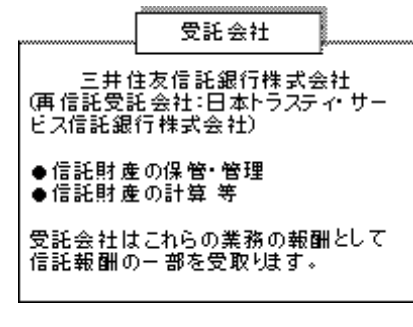 受託会社
三井住友信託銀行株式会社
(再信託受託会社:日本トラスティ・サー
ビス信託銀行株式会社)
●信託財産の保管・管理
●信託財産の計算 等
受託会社はこれらの業務の報酬として
信託報酬の一部を受取ります。